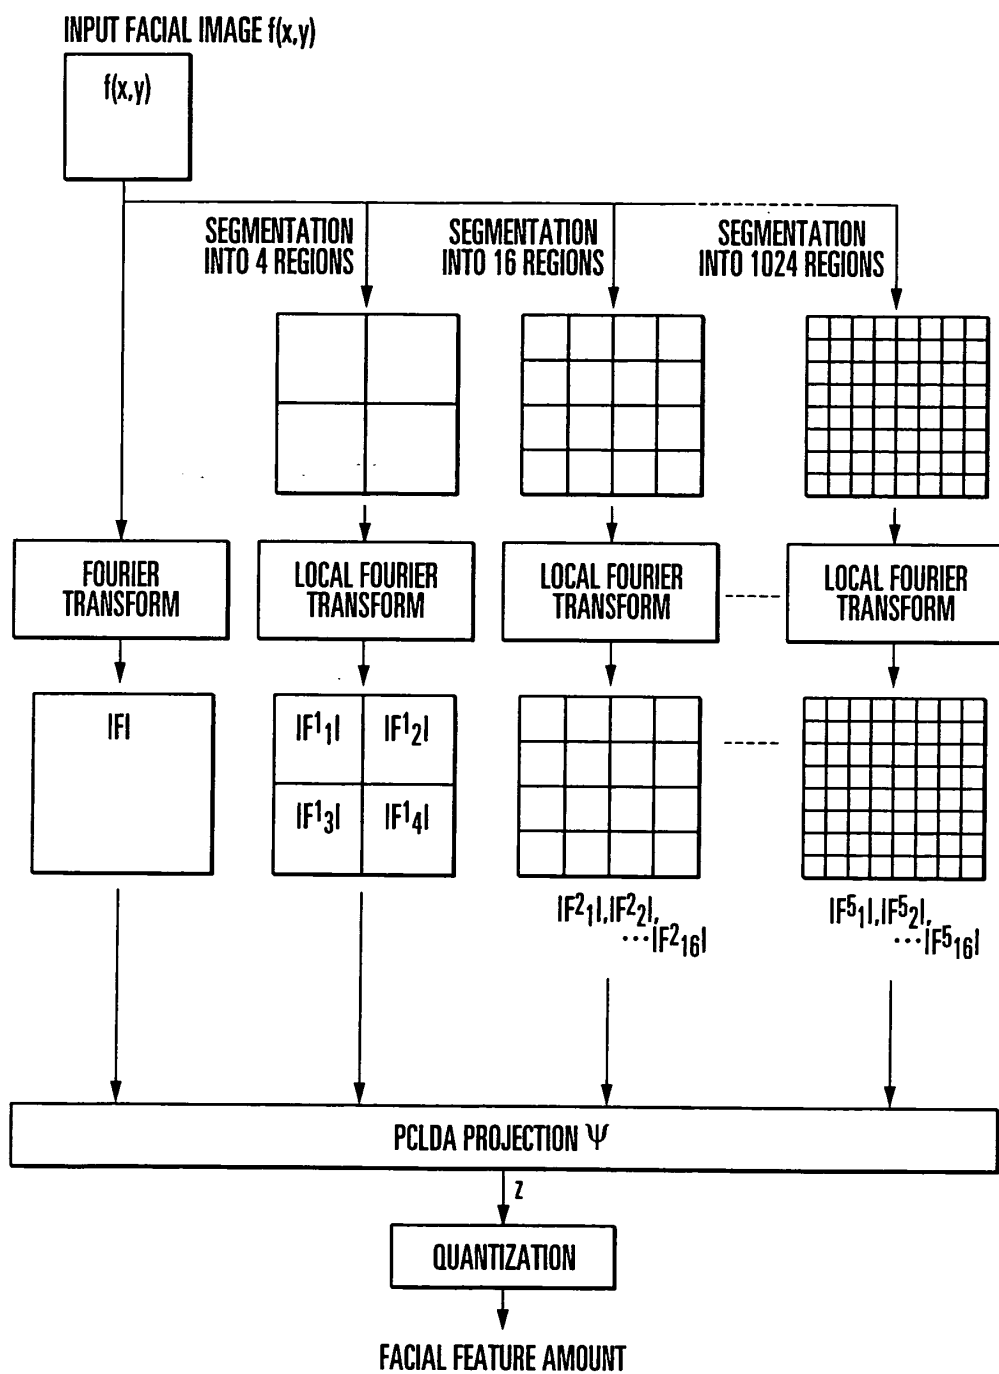 INPUT FACIAL IMAGE f(x,y)
f(x,y)
SEGMENTATION
INTO 4 REGIONS
SEGMENTATION
INTO 16 REGIONS
SEGMENTATION
INTO 1024 REGIONS
FOURIER
TRANSFORM
LOCAL FOURIER
TRANSFORM
LOCAL FOURIER
TRANSFORM
LOCAL FOURIER
TRANSFORM
|F|
|F¹₁|
|F¹₂|
|F¹₃|
|F¹₄|
|F²₁|,|F²₂|,
···|F²₁₆|
|F⁵₁|,|F⁵₂|,
···|F⁵₁₆|
PCLDA PROJECTION Ψ
z
QUANTIZATION
FACIAL FEATURE AMOUNT